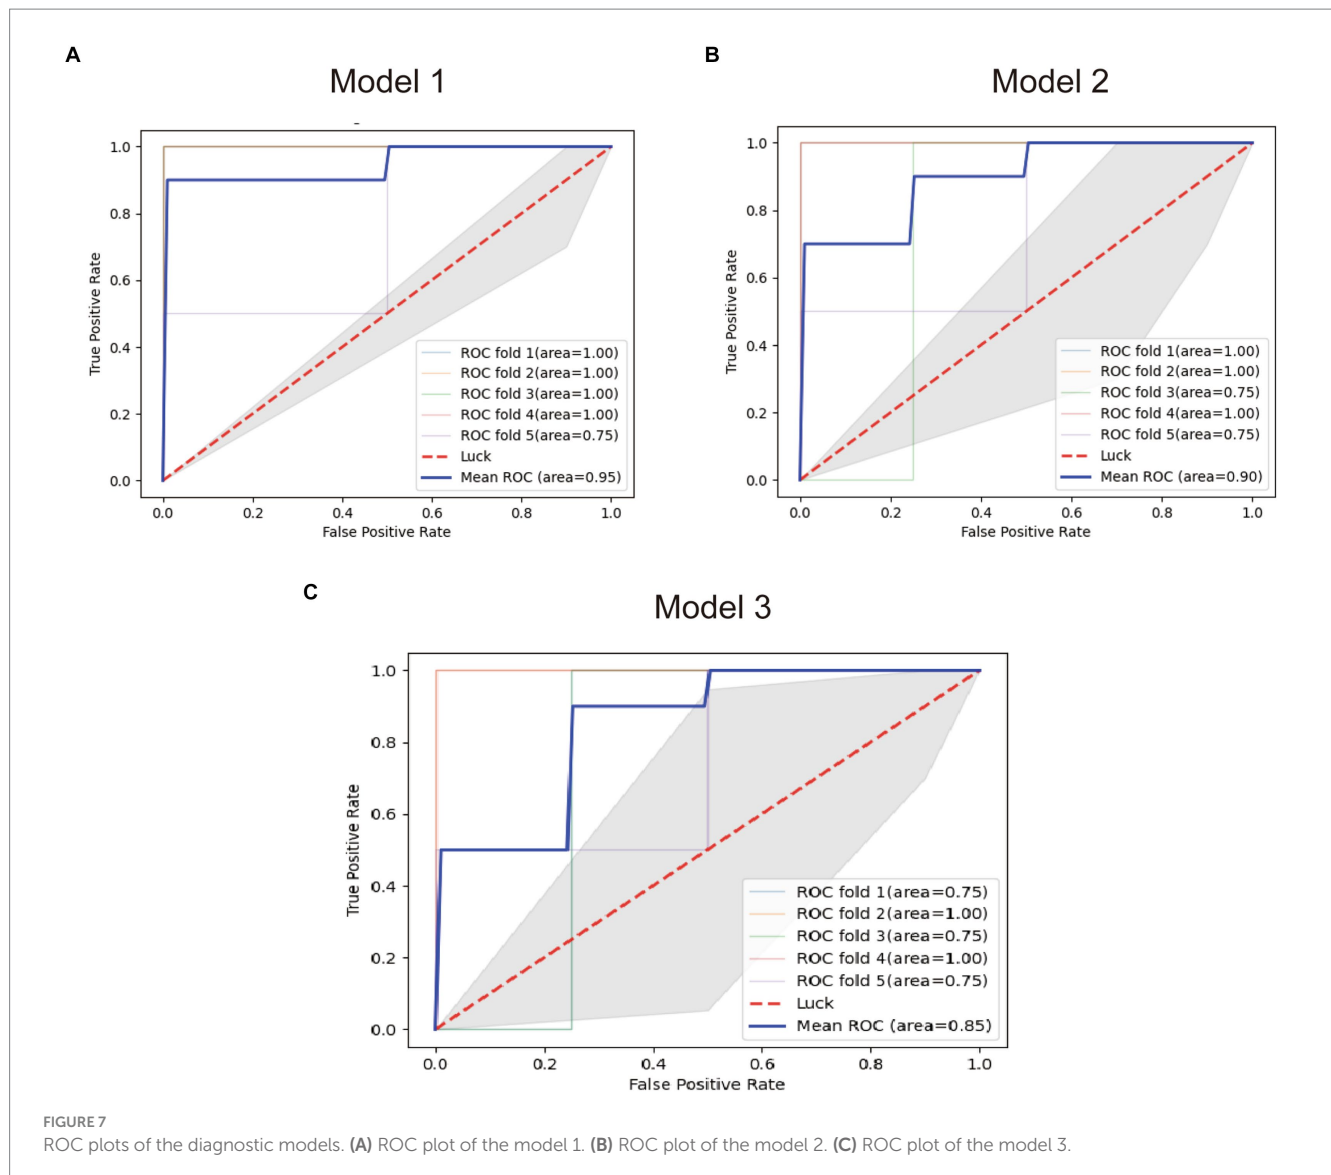 A
Model 1
1.0
0.8
0.6
0.4
0.2
0.0
True Positive Rate
ROC fold 1(area=1.00)
ROC fold 2(area=1.00)
ROC fold 3(area=1.00)
ROC fold 4(area=1.00)
ROC fold 5(area=0.75)
Luck
Mean ROC (area=0.95)
0.0 0.2 0.4 0.6 0.8 1.0
False Positive Rate
B
Model 2
1.0
0.8
0.6
0.4
0.2
0.0
True Positive Rate
ROC fold 1(area=1.00)
ROC fold 2(area=1.00)
ROC fold 3(area=0.75)
ROC fold 4(area=1.00)
ROC fold 5(area=0.75)
Luck
Mean ROC (area=0.90)
0.0 0.2 0.4 0.6 0.8 1.0
False Positive Rate
C
Model 3
1.0
0.8
0.6
0.4
0.2
0.0
True Positive Rate
ROC fold 1(area=0.75)
ROC fold 2(area=1.00)
ROC fold 3(area=0.75)
ROC fold 4(area=1.00)
ROC fold 5(area=0.75)
Luck
Mean ROC (area=0.85)
0.0 0.2 0.4 0.6 0.8 1.0
False Positive Rate
FIGURE 7
ROC plots of the diagnostic models. (A) ROC plot of the model 1. (B) ROC plot of the model 2. (C) ROC plot of the model 3.